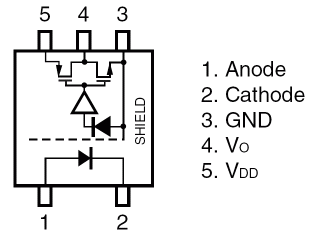 5 4 3
SHIELD
1 2
1. Anode
2. Cathode
3. GND
4. VO
5. VDD